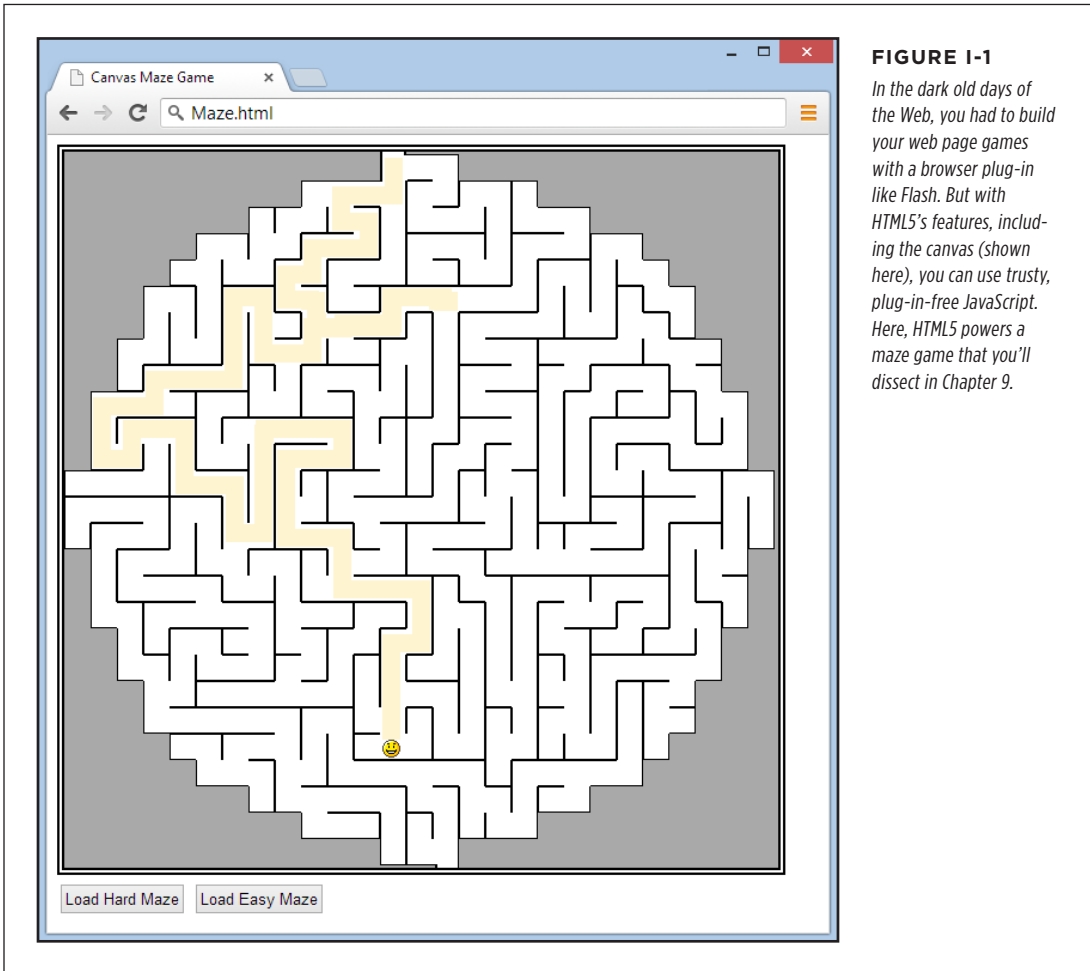 Canvas Maze Game
Maze.html
Load Hard Maze
Load Easy Maze
FIGURE I-1
In the dark old days of
the Web, you had to build
your web page games
with a browser plug-in
like Flash. But with
HTML5's features, includ-
ing the canvas (shown
here), you can use trusty,
plug-in-free JavaScript.
Here, HTML5 powers a
maze game that you'll
dissect in Chapter 9.